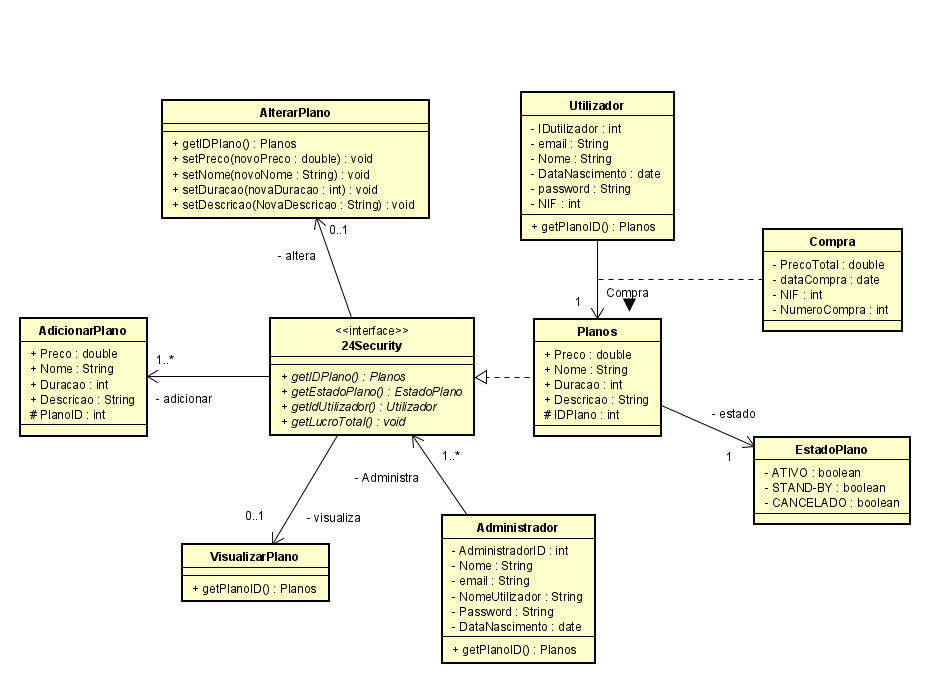 AlterarPlano
+ getIDPlano() : Planos
+ setPreco(novoPreco : double) : void
+ setNome(novoNome : String) : void
+ setDuracao(novaDuracao : int) : void
+ setDescricao(NovaDescricao : String) : void
0..1
- altera
Utilizador
- IDutilizador : int
- email : String
- Nome : String
- DataNascimento : date
- password : String
- NIF : int
+ getPlanoID() : Planos
Compra
- PrecoTotal : double
- dataCompra : date
- NIF : int
- NumeroCompra : int
Compra
1
AdicionarPlano
+ Preco : double
+ Nome : String
+ Duracao : int
+ Descricao : String
# PlanoID : int
1..*
- adicionar
<<interface>>
24Security
+ getIDPlano() : Planos
+ getEstadoPlano() : EstadoPlano
+ getIdUtilizador() : Utilizador
+ getLucroTotal() : void
Planos
+ Preco : double
+ Nome : String
+ Duracao : int
+ Descricao : String
# IDPlano : int
- estado
1
EstadoPlano
- ATIVO : boolean
- STAND-BY : boolean
- CANCELADO : boolean
1..*
- Administra
0..1
- visualiza
VisualizarPlano
+ getPlanoID() : Planos
Administrador
- AdministradorID : int
- Nome : String
- email : String
- NomeUtilizador : String
- Password : String
- DataNascimento : date
+ getPlanoID() : Planos